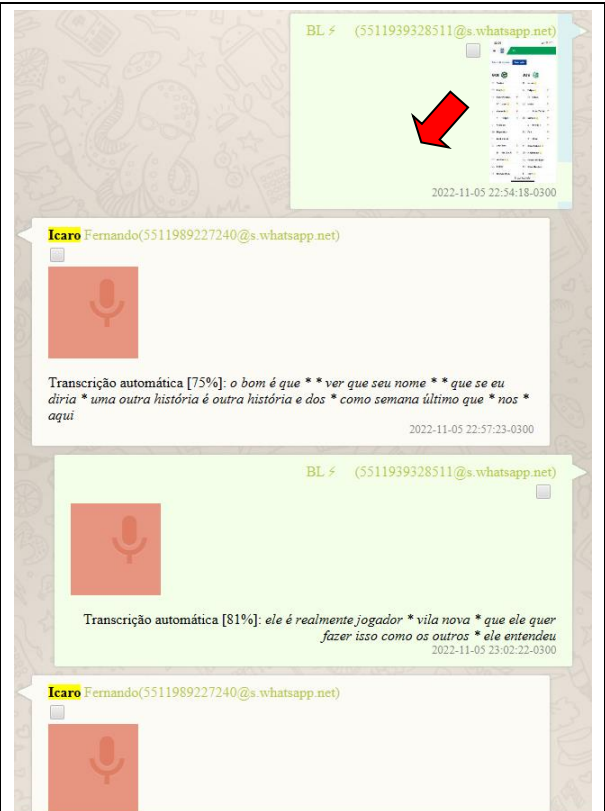 BL ⚡ (5511939328511@s.whatsapp.net)
2022-11-05 22:54:18-0300
Icaro Fernando(5511989227240@s.whatsapp.net)
Transcrição automática [75%]: o bom é que * * ver que seu nome * * que se eu
diria * uma outra história é outra história e dos * como semana último que * nos *
aqui
2022-11-05 22:57:23-0300
BL ⚡ (5511939328511@s.whatsapp.net)
Transcrição automática [81%]: ele é realmente jogador * vila nova * que ele quer
fazer isso como os outros * ele entendeu
2022-11-05 23:02:22-0300
Icaro Fernando(5511989227240@s.whatsapp.net)